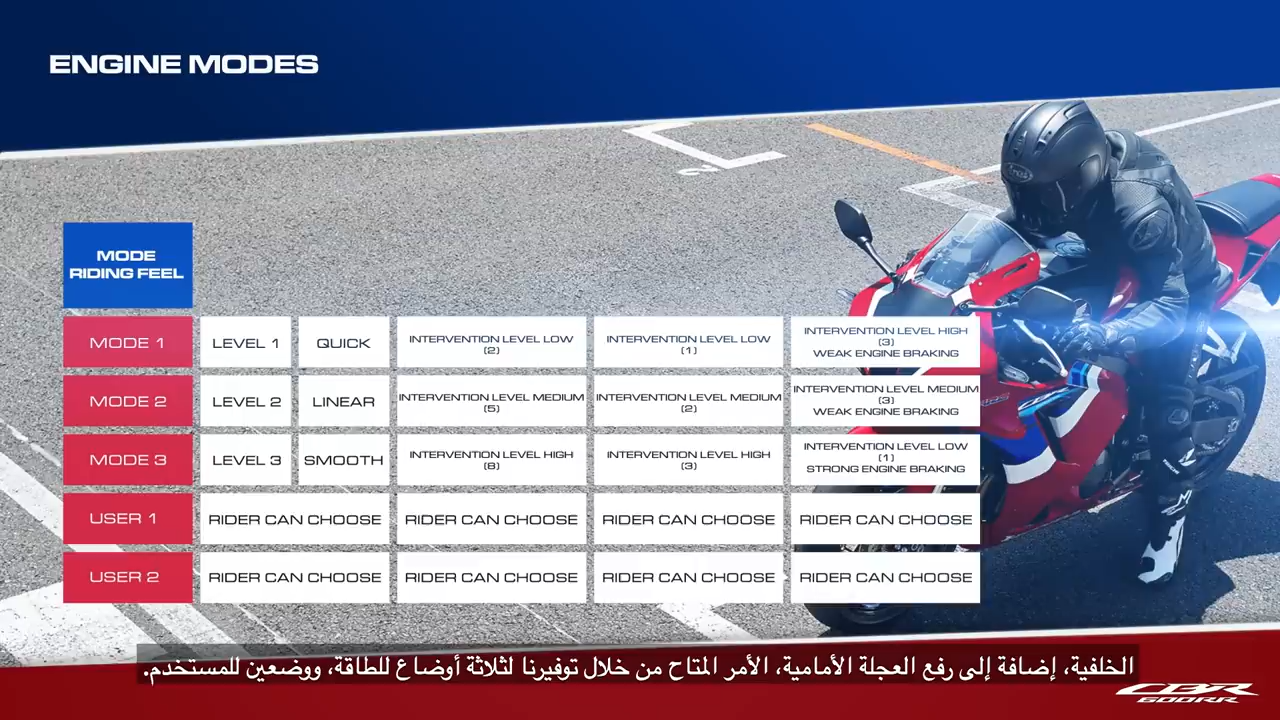 ENGINE MODES
MODE
RIDING FEEL
MODE 1
LEVEL 1
QUICK
INTERVENTION LEVEL LOW
(2)
INTERVENTION LEVEL LOW
(1)
INTERVENTION LEVEL HIGH
(3)
WEAK ENGINE BRAKING
MODE 2
LEVEL 2
LINEAR
INTERVENTION LEVEL MEDIUM
(5)
INTERVENTION LEVEL MEDIUM
(2)
INTERVENTION LEVEL MEDIUM
(3)
WEAK ENGINE BRAKING
MODE 3
LEVEL 3
SMOOTH
INTERVENTION LEVEL HIGH
(8)
INTERVENTION LEVEL HIGH
(3)
INTERVENTION LEVEL LOW
(1)
STRONG ENGINE BRAKING
USER 1
RIDER CAN CHOOSE
RIDER CAN CHOOSE
RIDER CAN CHOOSE
RIDER CAN CHOOSE
USER 2
RIDER CAN CHOOSE
RIDER CAN CHOOSE
RIDER CAN CHOOSE
RIDER CAN CHOOSE
الخلفية، إضافة إلى رفع العجلة الأمامية، الأمر المتاح من خلال توفيرنا لثلاثة أوضاع للطاقة، ووضعين للمستخدم.
CBR
600RR